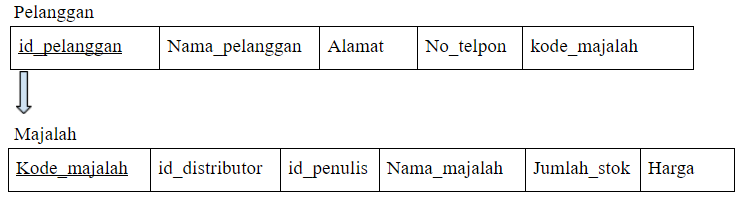 Pelanggan
id_pelanggan Nama_pelanggan Alamat No_telpon kode_majalah
Majalah
Kode_majalah id_distributor id_penulis Nama_majalah Jumlah_stok Harga